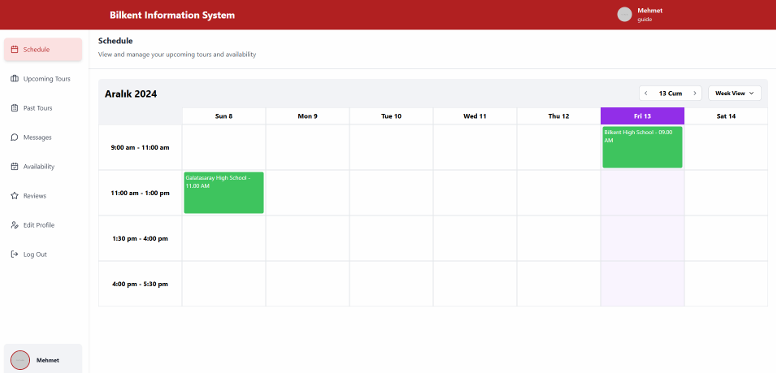 Bilkent Information System
Mehmet
guide
Schedule
Upcoming Tours
Past Tours
Messages
Availability
Reviews
Edit Profile
Log Out
Mehmet
Schedule
View and manage your upcoming tours and availability
Aralık 2024
13 Cum
Week View
Sun 8 Mon 9 Tue 10 Wed 11 Thu 12 Fri 13 Sat 14
9:00 am - 11:00 am
Bilkent High School - 09.00
AM
11:00 am - 1:00 pm
Galatasaray High School -
11.00 AM
1:30 pm - 4:00 pm
4:00 pm - 5:30 pm